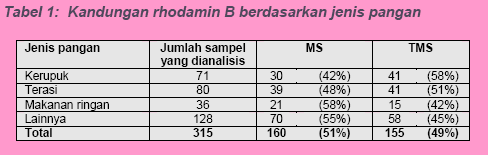 Tabel 1: Kandungan rhodamin B berdasarkan jenis pangan
Jenis pangan Jumlah sampel yang dianalisis MS TMS
Kerupuk 71 30 (42%) 41 (58%)
Terasi 80 39 (48%) 41 (51%)
Makanan ringan 36 21 (58%) 15 (42%)
Lainnya 128 70 (55%) 58 (45%)
Total 315 160 (51%) 155 (49%)